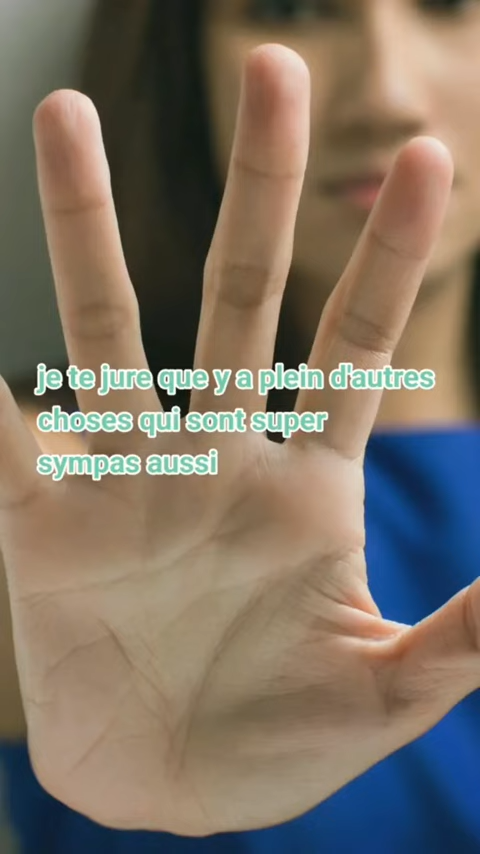 je te jure que y a plein d'autres
choses qui sont super
sympas aussi